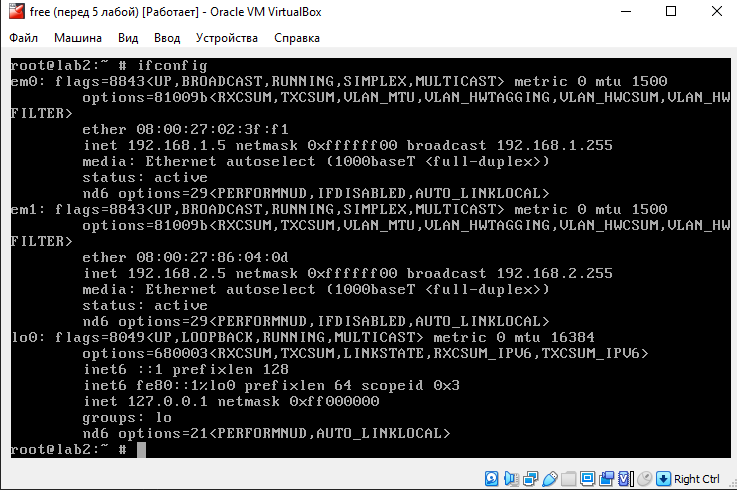 free (перед 5 лабой) [Работает] - Oracle VM VirtualBox
Файл Машина Вид Ввод Устройства Справка
root@lab2:~ # ifconfig
em0: flags=8843<UP,BROADCAST,RUNNING,SIMPLEX,MULTICAST> metric 0 mtu 1500
options=81009b<RXCSUM,TXCSUM,VLAN_MTU,VLAN_HWTAGGING,VLAN_HWCSUM,VLAN_HW
FILTER>
ether 08:00:27:02:3f:f1
inet 192.168.1.5 netmask 0xffffff00 broadcast 192.168.1.255
media: Ethernet autoselect (1000baseT <full-duplex>)
status: active
nd6 options=29<PERFORMNUD,IFDISABLED,AUTO_LINKLOCAL>
em1: flags=8843<UP,BROADCAST,RUNNING,SIMPLEX,MULTICAST> metric 0 mtu 1500
options=81009b<RXCSUM,TXCSUM,VLAN_MTU,VLAN_HWTAGGING,VLAN_HWCSUM,VLAN_HW
FILTER>
ether 08:00:27:86:04:0d
inet 192.168.2.5 netmask 0xffffff00 broadcast 192.168.2.255
media: Ethernet autoselect (1000baseT <full-duplex>)
status: active
nd6 options=29<PERFORMNUD,IFDISABLED,AUTO_LINKLOCAL>
lo0: flags=8049<UP,LOOPBACK,RUNNING,MULTICAST> metric 0 mtu 16384
options=680003<RXCSUM,TXCSUM,LINKSTATE,RXCSUM_IPV6,TXCSUM_IPV6>
inet6 ::1 prefixlen 128
inet6 fe80::1%lo0 prefixlen 64 scopeid 0x3
inet 127.0.0.1 netmask 0xff000000
groups: lo
nd6 options=21<PERFORMNUD,AUTO_LINKLOCAL>
root@lab2:~ #
Right Ctrl